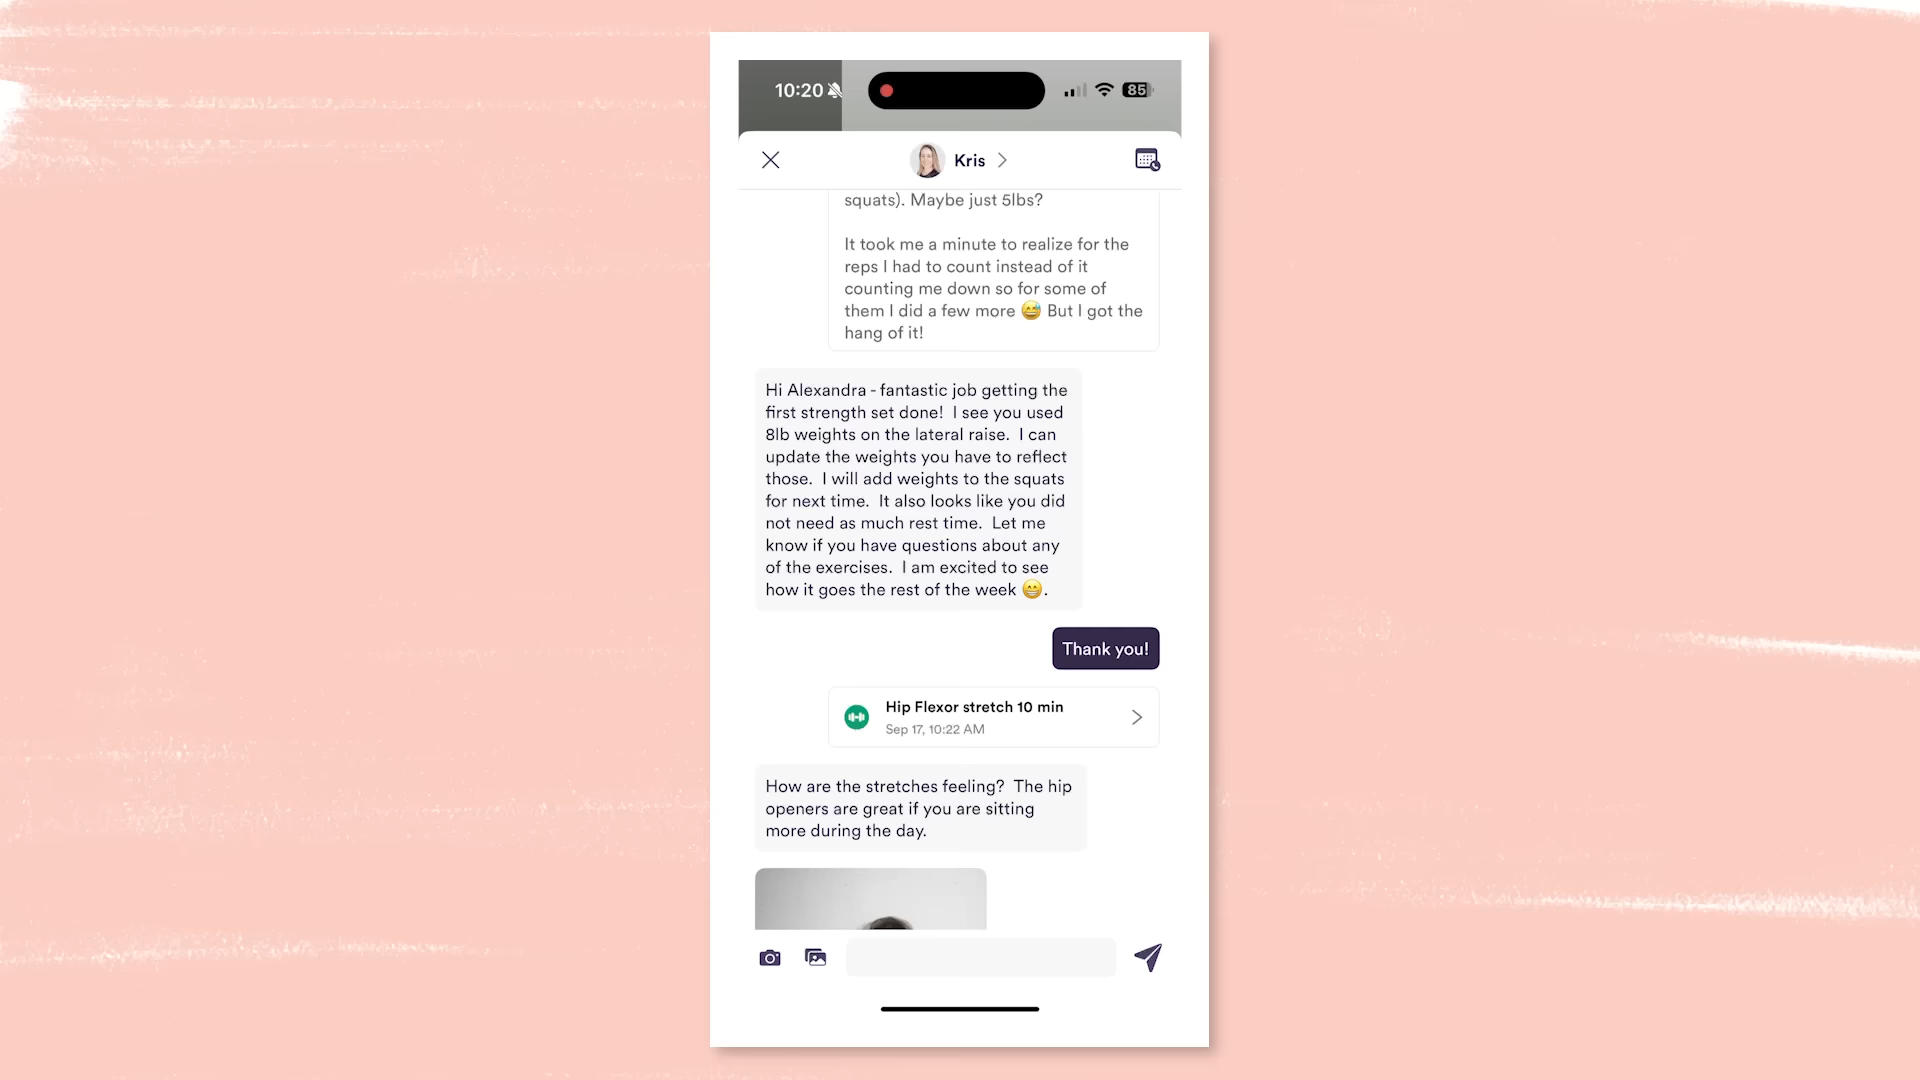 10:20
85
Kris
squats). Maybe just 5lbs?
It took me a minute to realize for the
reps I had to count instead of it
counting me down so for some of
them I did a few more 😅 But I got the
hang of it!
Hi Alexandra - fantastic job getting the
first strength set done!  I see you used
8lb weights on the lateral raise.  I can
update the weights you have to reflect
those.  I will add weights to the squats
for next time.  It also looks like you did
not need as much rest time.  Let me
know if you have questions about any
of the exercises.  I am excited to see
how it goes the rest of the week 😁.
Thank you!
Hip Flexor stretch 10 min
Sep 17, 10:22 AM
How are the stretches feeling?  The hip
openers are great if you are sitting
more during the day.